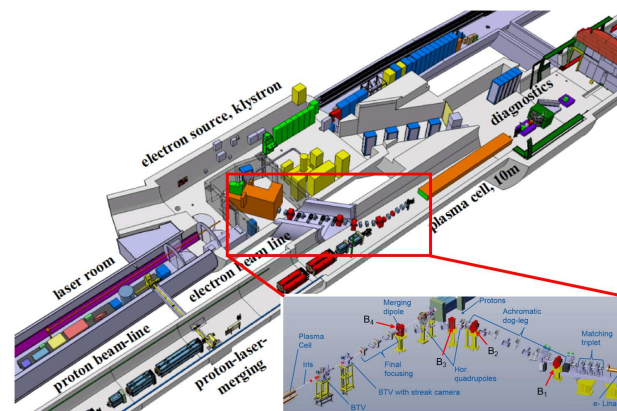 electron source, klystron
diagnostics
plasma cell, 10m
laser room
electron beam line
proton beam-line
proton-laser-
merging
Protons
Merging
dipole
Achromatic
dog-leg
B₄
B₃
B₂
Matching
triplet
Plasma
Cell
Iris
Hor.
quadrupoles
Final
focusing
B₁
BTV with streak camera
BTV
e- Linac